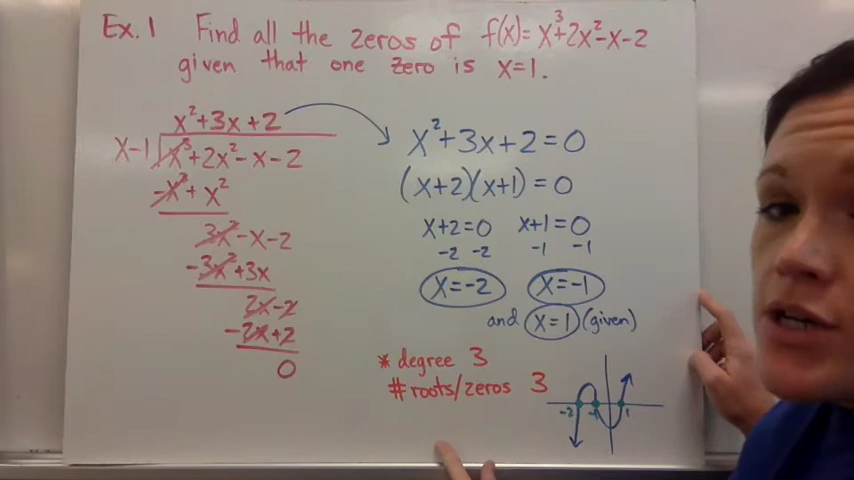 Ex. 1 Find all the zeros of f(x)= x³+2x²-x-2
given that one zero is x=1.
x²+3x+2
x-1 x³+2x²-x-2
-x³+x²
3x²-x-2
-3x²+3x
2x-2
-2x+2
0
x²+3x+2=0
(x+2)(x+1)=0
x+2=0 x+1=0
-2 -2 -1 -1
x=-2 x=-1
and x=1 (given)
* degree 3
# roots/zeros 3
-2 -1 1